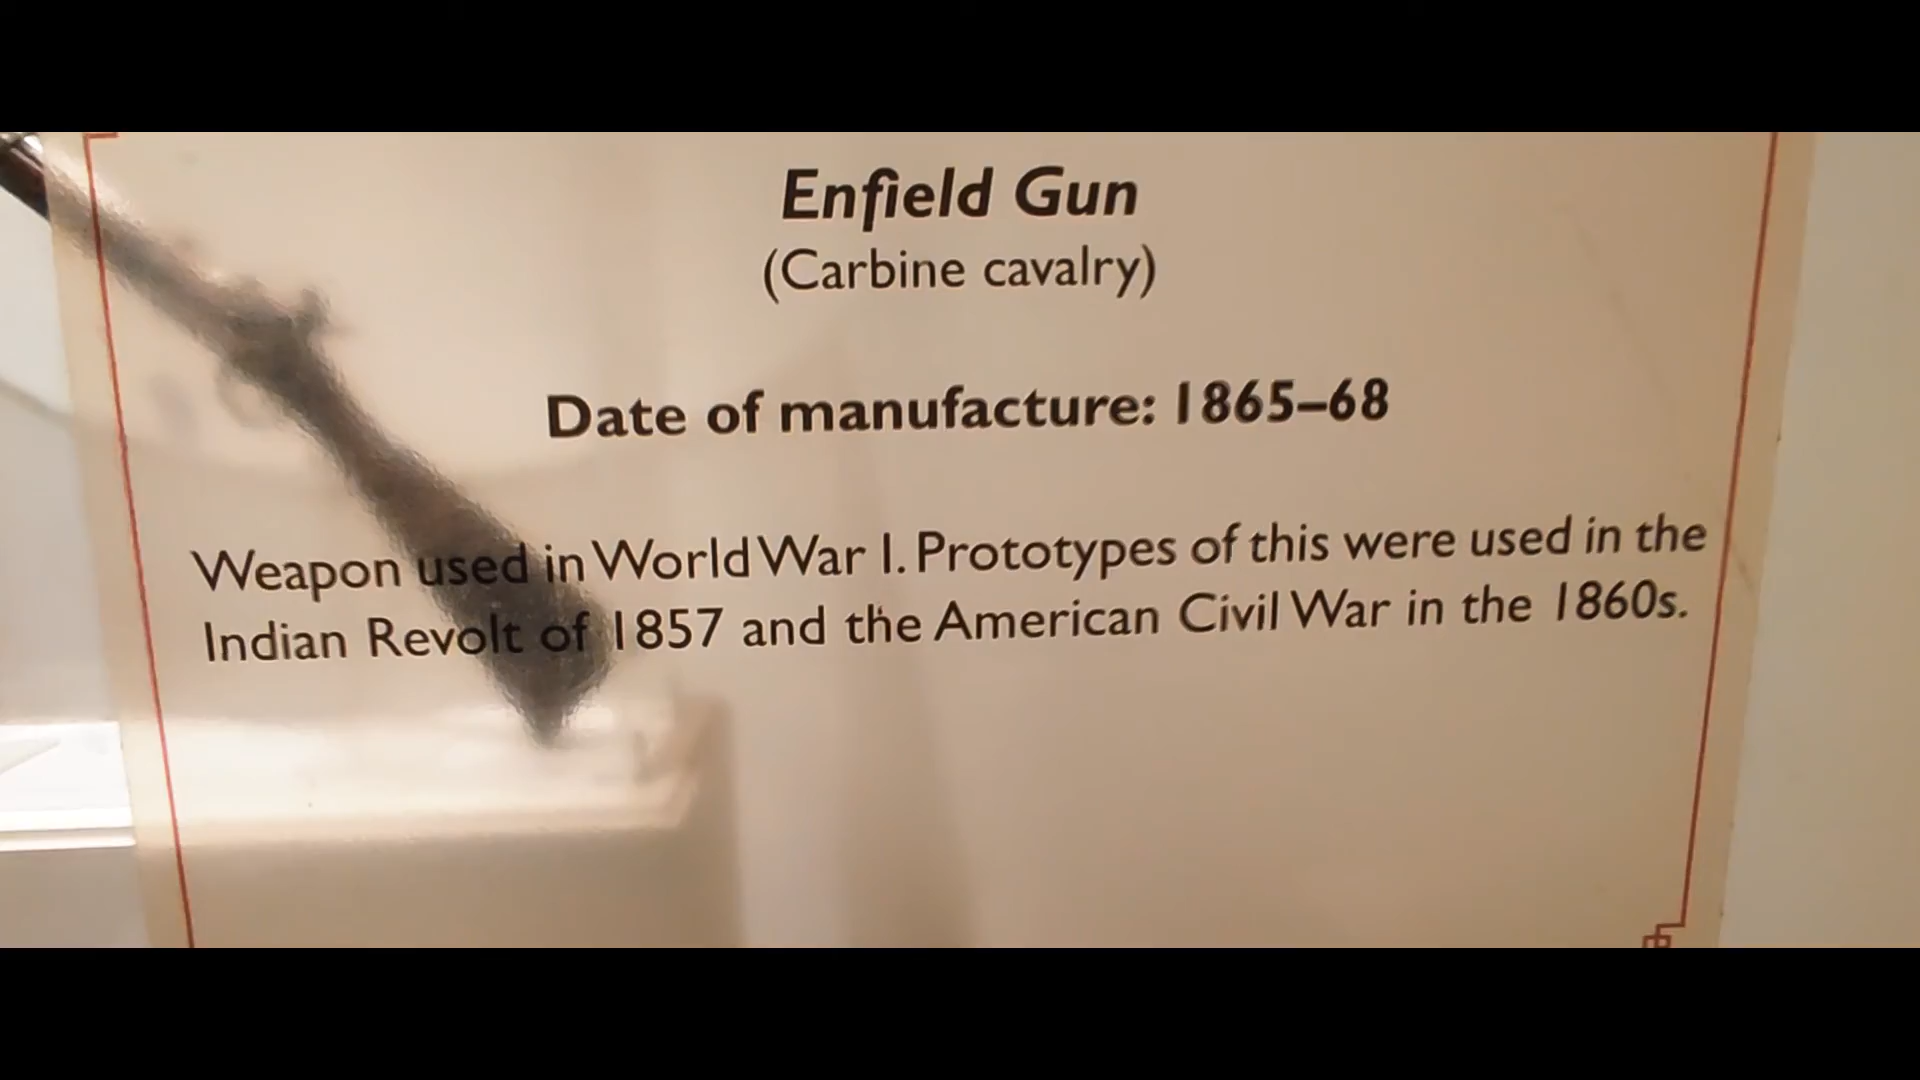 Enfield Gun
(Carbine cavalry)
Date of manufacture: 1865–68
Weapon used in World War I. Prototypes of this were used in the
Indian Revolt of 1857 and the American Civil War in the 1860s.